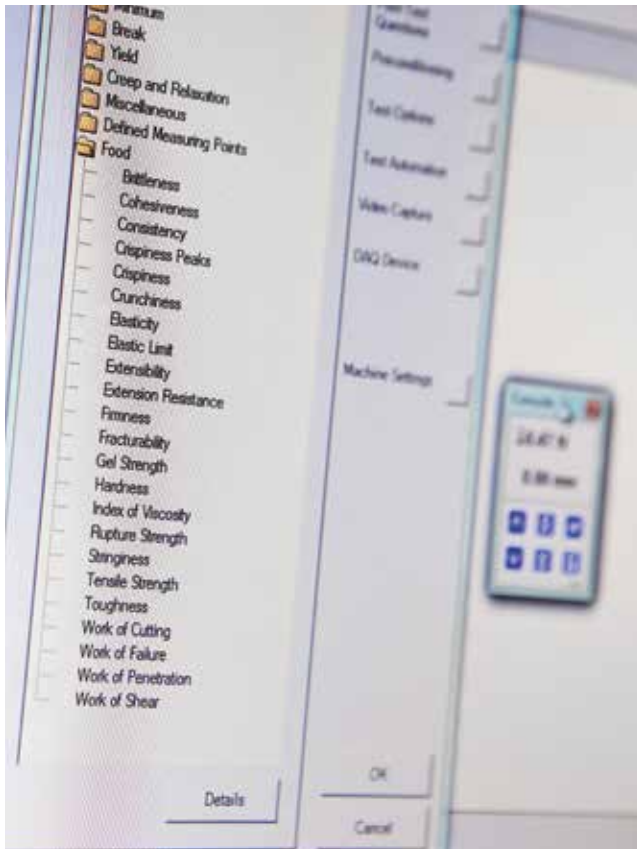 Minimum
Break
Yield
Creep and Relaxation
Miscellaneous
Defined Measuring Points
Food
Brittleness
Cohesiveness
Consistency
Crispiness Peaks
Crispiness
Crunchiness
Elasticity
Elastic Limit
Extensibility
Extension Resistance
Firmness
Fracturability
Gel Strength
Hardness
Index of Viscosity
Rupture Strength
Stringiness
Tensile Strength
Toughness
Work of Cutting
Work of Failure
Work of Penetration
Work of Shear
Details
Questions
Preconditioning
Test Options
Test Automation
Video Capture
DAQ Device
Machine Settings
OK
Cancel
Console